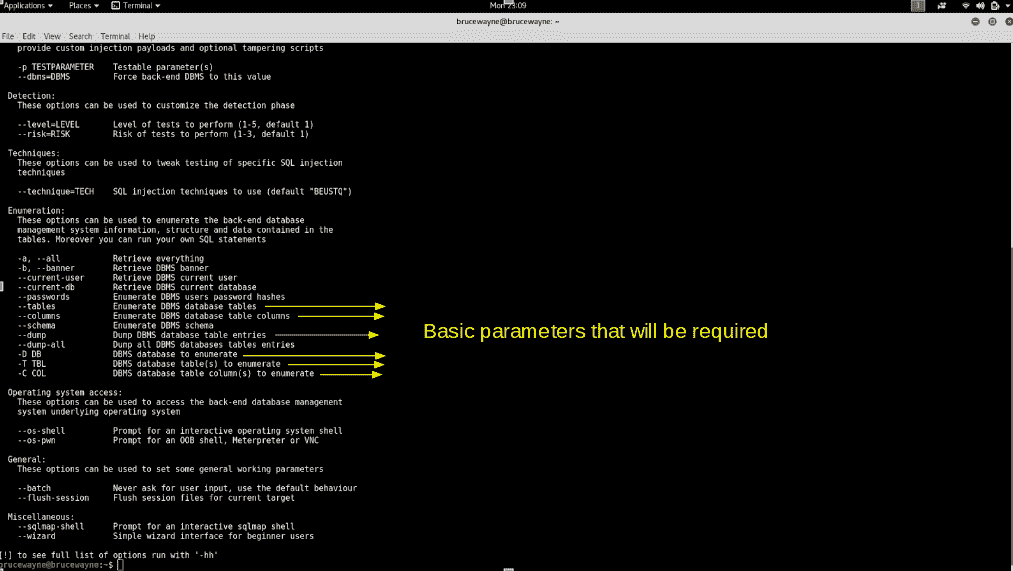 Applications Places Terminal Mon 23:09 1
brucewayne@brucewayne: ~
File Edit View Search Terminal Help
provide custom injection payloads and optional tampering scripts
-p TESTPARAMETER Testable parameter(s)
--dbms=DBMS Force back-end DBMS to this value
Detection:
These options can be used to customize the detection phase
--level=LEVEL Level of tests to perform (1-5, default 1)
--risk=RISK Risk of tests to perform (1-3, default 1)
Techniques:
These options can be used to tweak testing of specific SQL injection
techniques
--technique=TECH SQL injection techniques to use (default "BEUSTQ")
Enumeration:
These options can be used to enumerate the back-end database
management system information, structure and data contained in the
tables. Moreover you can run your own SQL statements
-a, --all Retrieve everything
-b, --banner Retrieve DBMS banner
--current-user Retrieve DBMS current user
--current-db Retrieve DBMS current database
--passwords Enumerate DBMS users password hashes
--tables Enumerate DBMS database tables
--columns Enumerate DBMS database table columns
--schema Enumerate DBMS schema
--dump Dump DBMS database table entries
--dump-all Dump all DBMS databases tables entries
-D DB DBMS database to enumerate
-T TBL DBMS database table(s) to enumerate
-C COL DBMS database table column(s) to enumerate
Basic parameters that will be required
Operating system access:
These options can be used to access the back-end database management
system underlying operating system
--os-shell Prompt for an interactive operating system shell
--os-pwn Prompt for an OOB shell, Meterpreter or VNC
General:
These options can be used to set some general working parameters
--batch Never ask for user input, use the default behaviour
--flush-session Flush session files for current target
Miscellaneous:
--sqlmap-shell Prompt for an interactive sqlmap shell
--wizard Simple wizard interface for beginner users
[!] to see full list of options run with '-hh'
brucewayne@brucewayne:~$